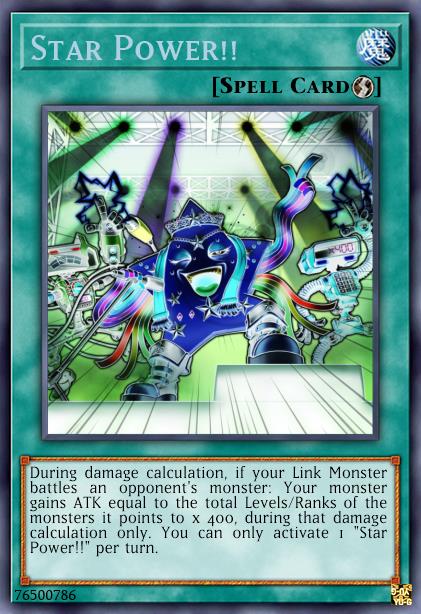 STAR POWER!!
魔
[SPELL CARD]
x400
During damage calculation, if your Link Monster
battles an opponent's monster: Your monster
gains ATK equal to the total Levels/Ranks of the
monsters it points to x 400, during that damage
calculation only. You can only activate 1 "Star
Power!!" per turn.
76500786